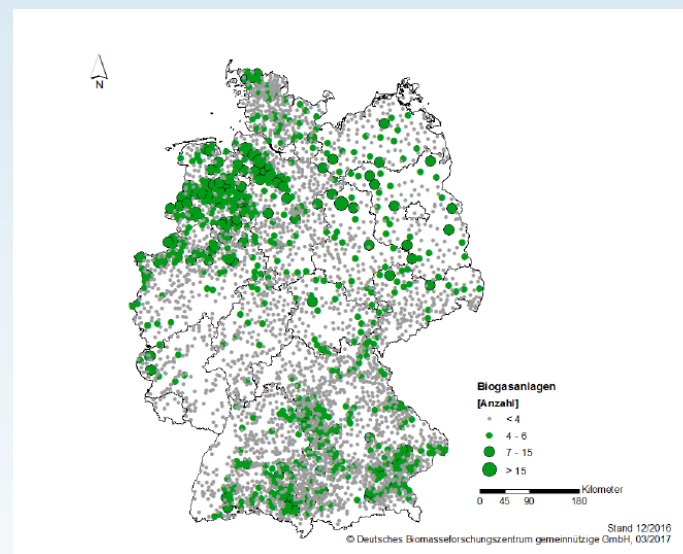 N
Biogasanlagen
[Anzahl]
< 4
4 - 6
7 - 15
> 15
Kilometer
0 45 90 180
Stand 12/2016
© Deutsches Biomasseforschungszentrum gemeinnützige GmbH, 03/2017